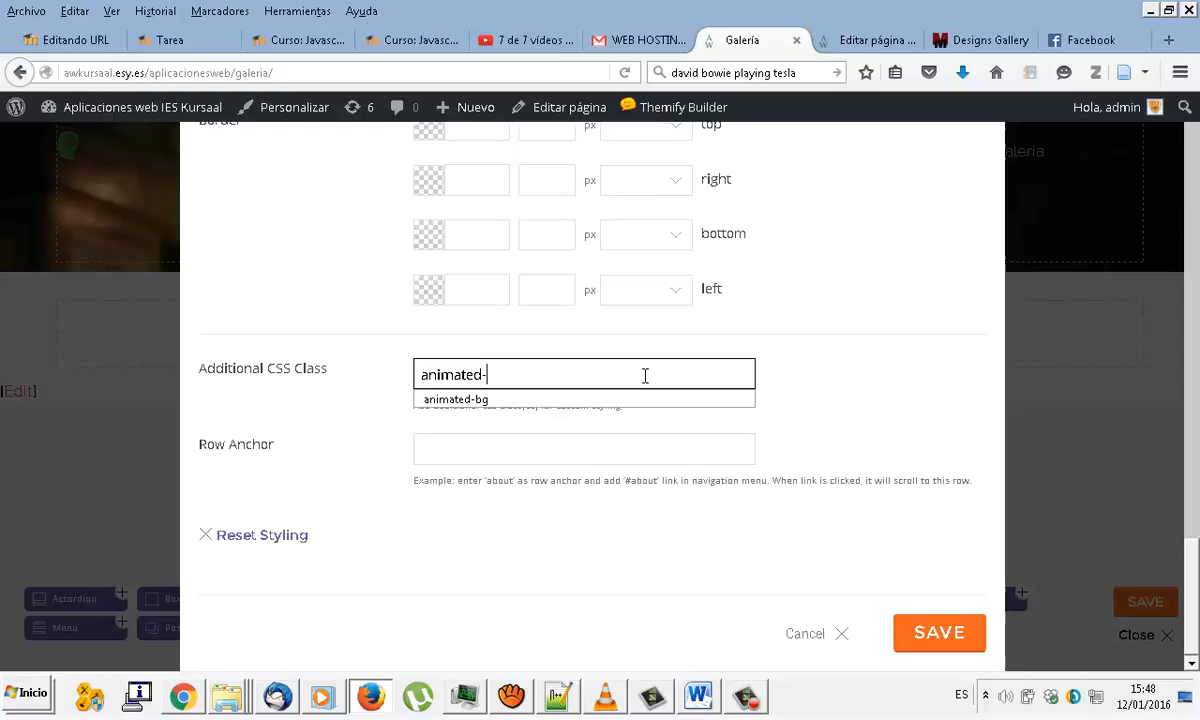 Archivo Editar Ver Historial Marcadores Herramientas Ayuda
Editando URL Tarea Curso: Javasc... Curso: Javasc... 7 de 7 vídeos ... WEB HOSTIN... Galería Editar página ... Designs Gallery Facebook
awkursaal.esy.es/aplicacionesweb/galeria/ david bowie playing tesla
Aplicaciones web IES Kursaal Personalizar 6 0 Nuevo Editar página Themify Builder Hola, admin
Border px top
Galería
px right
px bottom
px left
Additional CSS Class animated-
[Edit]
animated-bg
Row Anchor
Example: enter 'about' as row anchor and add '#about' link in navigation menu. When link is clicked, it will scroll to this row.
Reset Styling
Accordion
SAVE
Menu
Cancel SAVE
Close
Inicio ES 15:48
12/01/2016